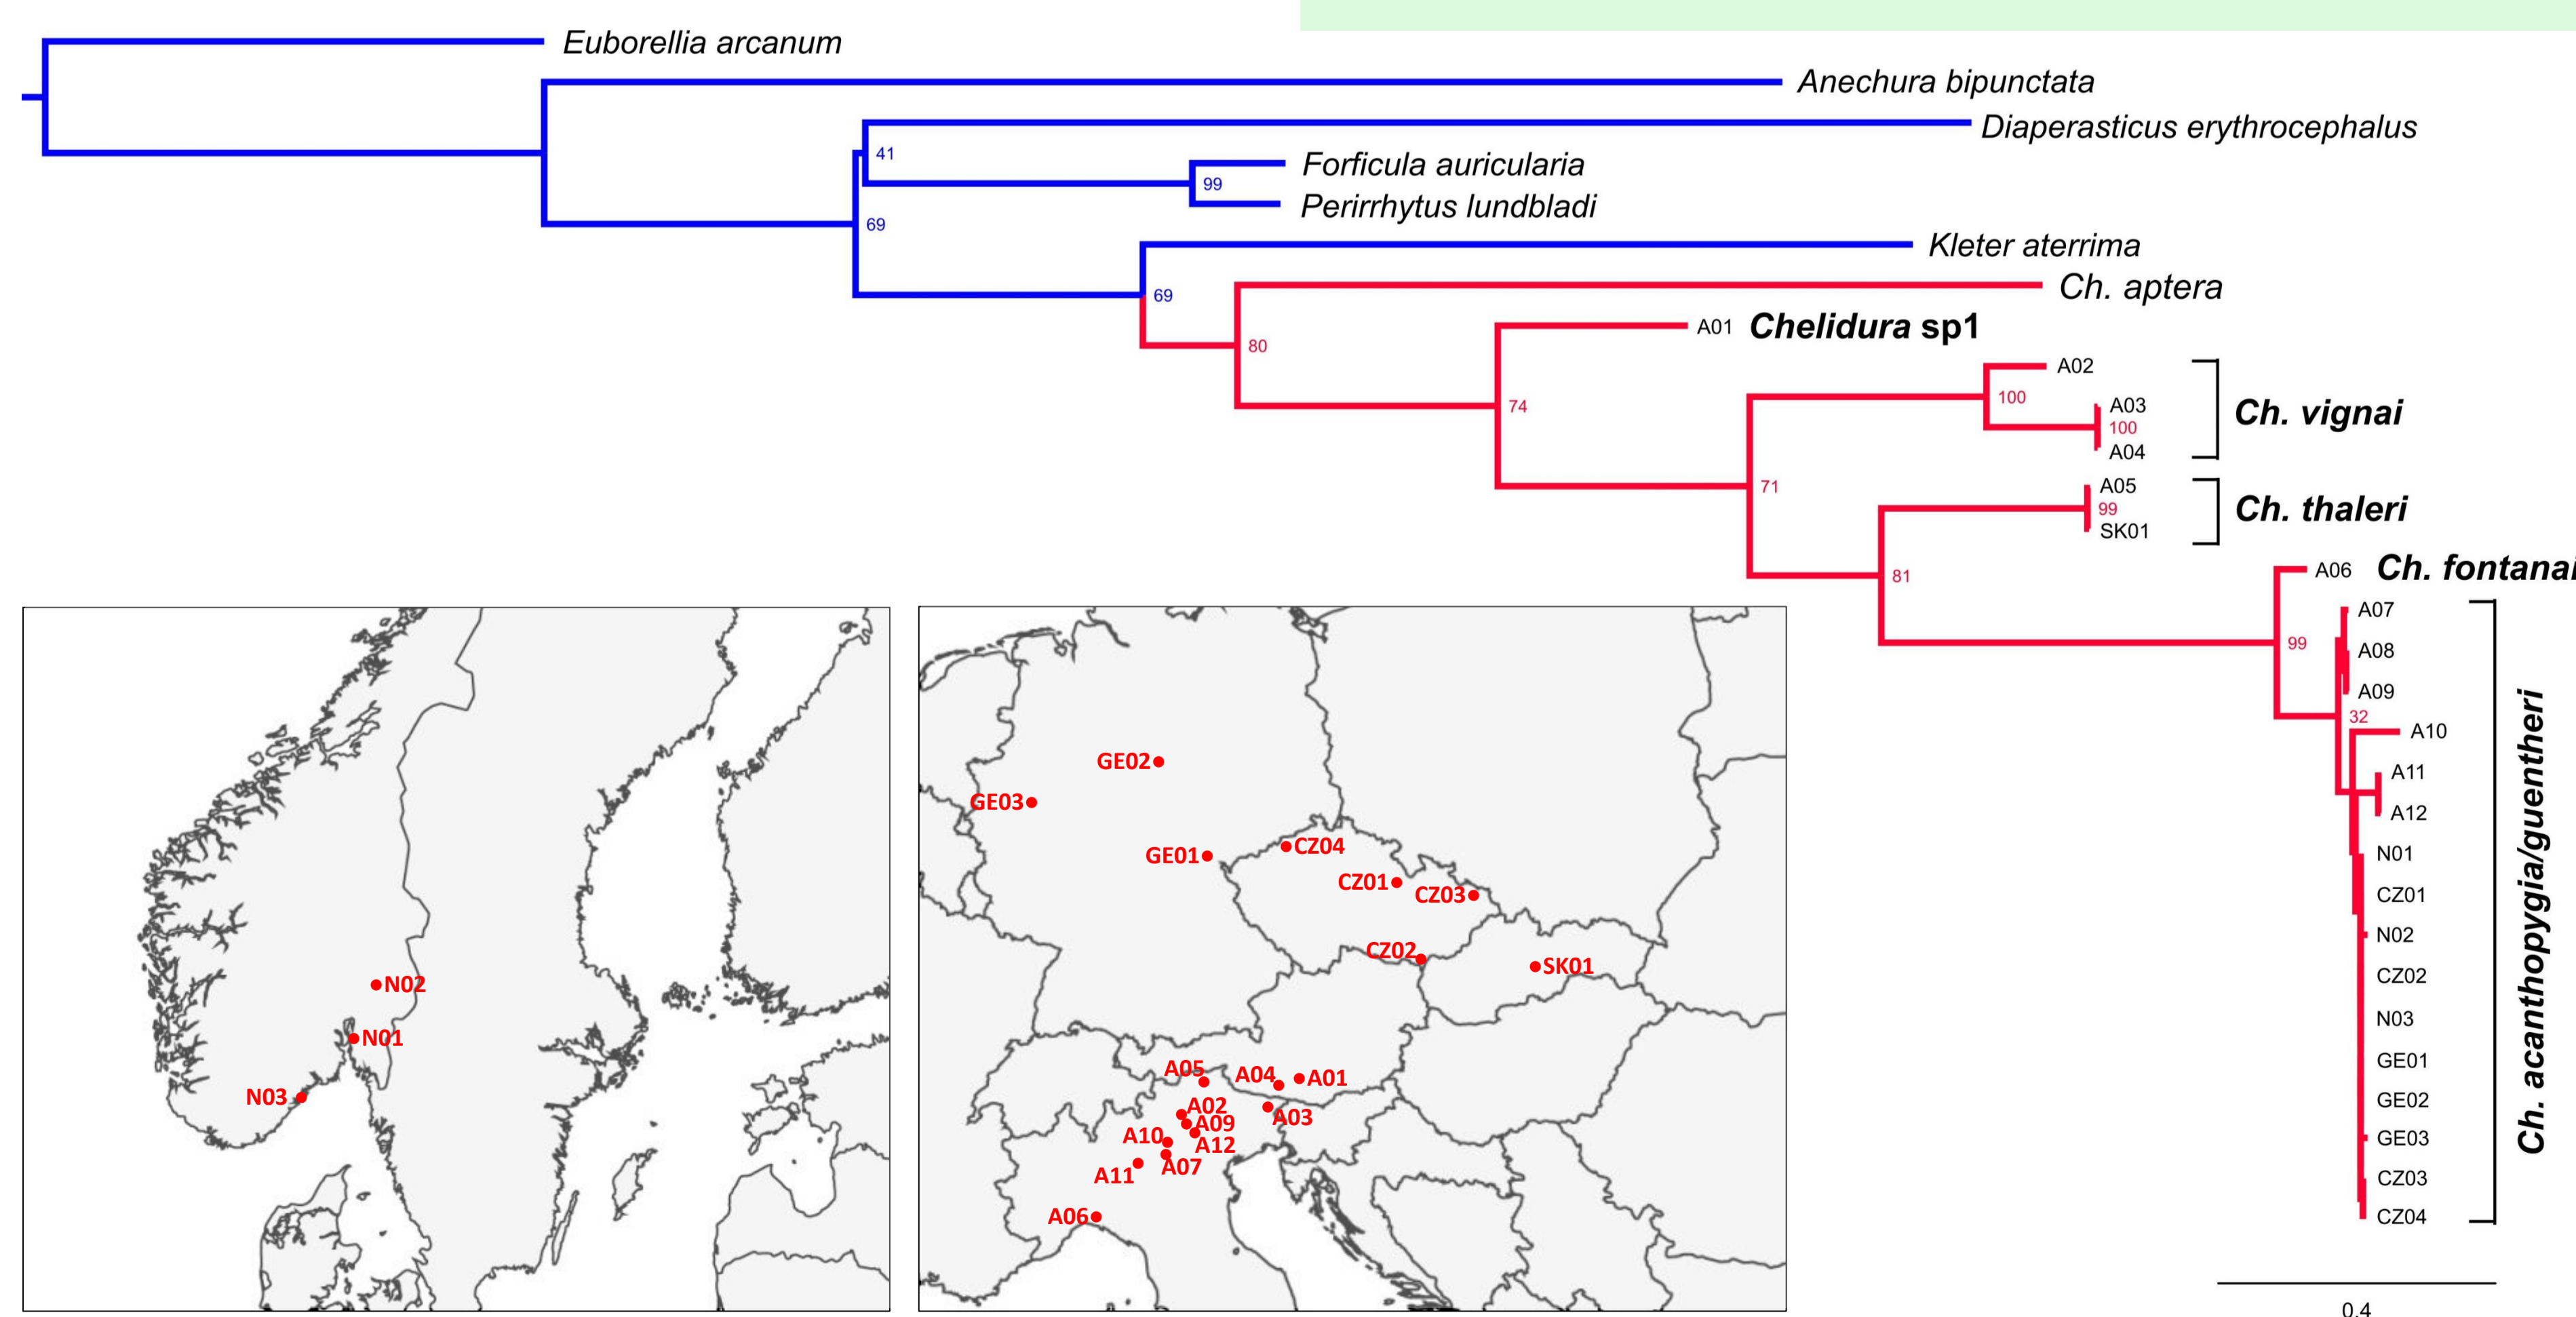 Euborellia arcanum
Anechura bipunctata
Diaperasticus erythrocephalus
41
Forficula auricularia
99
Perirrhytus lundbladi
69
Kleter aterrima
69
Ch. aptera
A01 Chelidura sp1
80
A02
100
74
A03
100
Ch. vignai
A04
71
A05
99
Ch. thaleri
SK01
81
A06 Ch. fontanai
A07
99
A08
A09
32
A10
A11
A12
N01
CZ01
N02
CZ02
N03
GE01
GE02
GE03
CZ03
CZ04
Ch. acanthopygia/guentheri
0.4
N02
N01
N03
GE02
GE03
GE01
CZ04
CZ01
CZ03
CZ02
SK01
A05
A04
A01
A02
A03
A09
A10
A12
A11
A07
A06